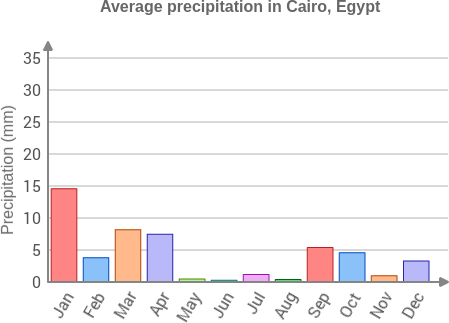 Average precipitation in Cairo, Egypt
Precipitation (mm)
35
30
25
20
15
10
5
0
Jan Feb Mar Apr May Jun Jul Aug Sep Oct Nov Dec